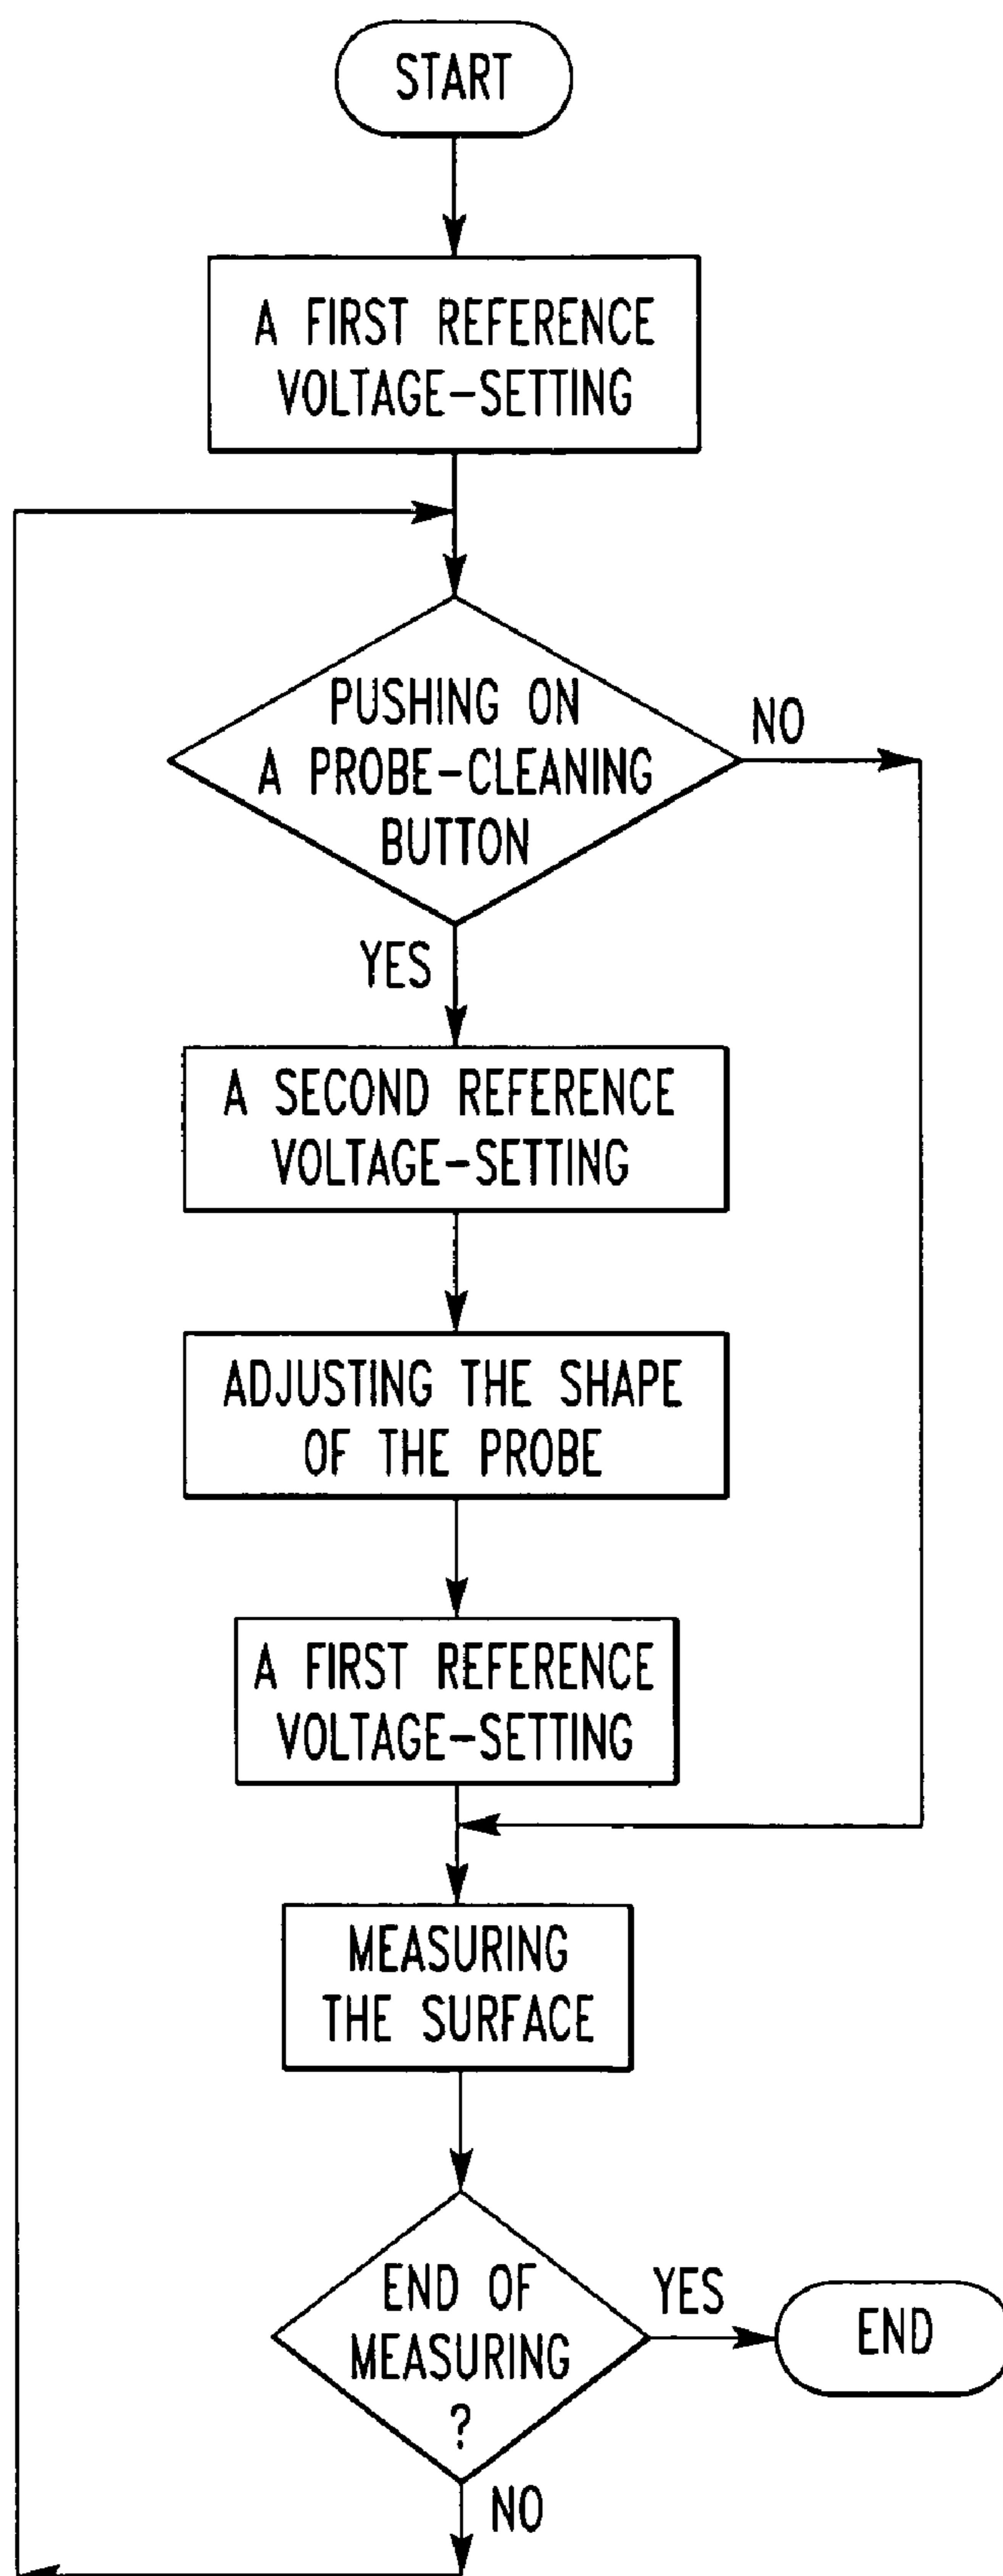 START
A FIRST REFERENCE
VOLTAGE-SETTING
PUSHING ON
A PROBE-CLEANING
BUTTON
NO
YES
A SECOND REFERENCE
VOLTAGE-SETTING
ADJUSTING THE SHAPE
OF THE PROBE
A FIRST REFERENCE
VOLTAGE-SETTING
MEASURING
THE SURFACE
END OF
MEASURING
?
YES
END
NO